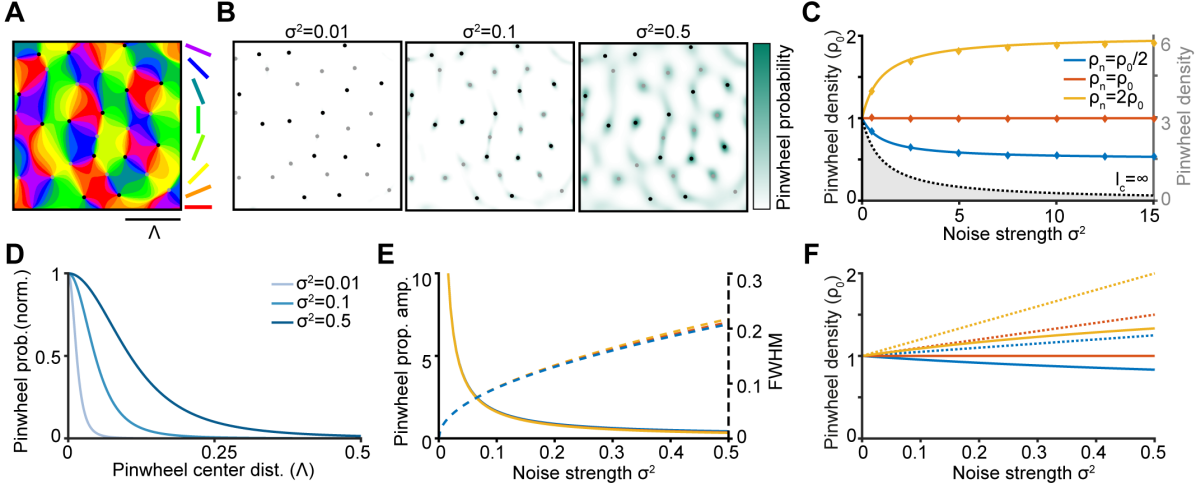 A
Λ
B
σ²=0.01
σ²=0.1
σ²=0.5
Pinwheel probability
C
Pinwheel density (ρ₀)
2
1
0
ρₙ=ρ₀/2
ρₙ=ρ₀
ρₙ=2ρ₀
l_c=∞
6
3
0
Pinwheel density
0
5
10
15
Noise strength σ²
D
Pinwheel prob.(norm.)
1
0.5
0
σ²=0.01
σ²=0.1
σ²=0.5
0
0.25
0.5
Pinwheel center dist. (Λ)
E
Pinwheel prop. amp.
10
5
0
0.3
0.2
0.1
0
FWHM
0
0.1
0.2
0.3
0.4
0.5
Noise strength σ²
F
Pinwheel density (ρ₀)
2
1
0
0
0.1
0.2
0.3
0.4
0.5
Noise strength σ²